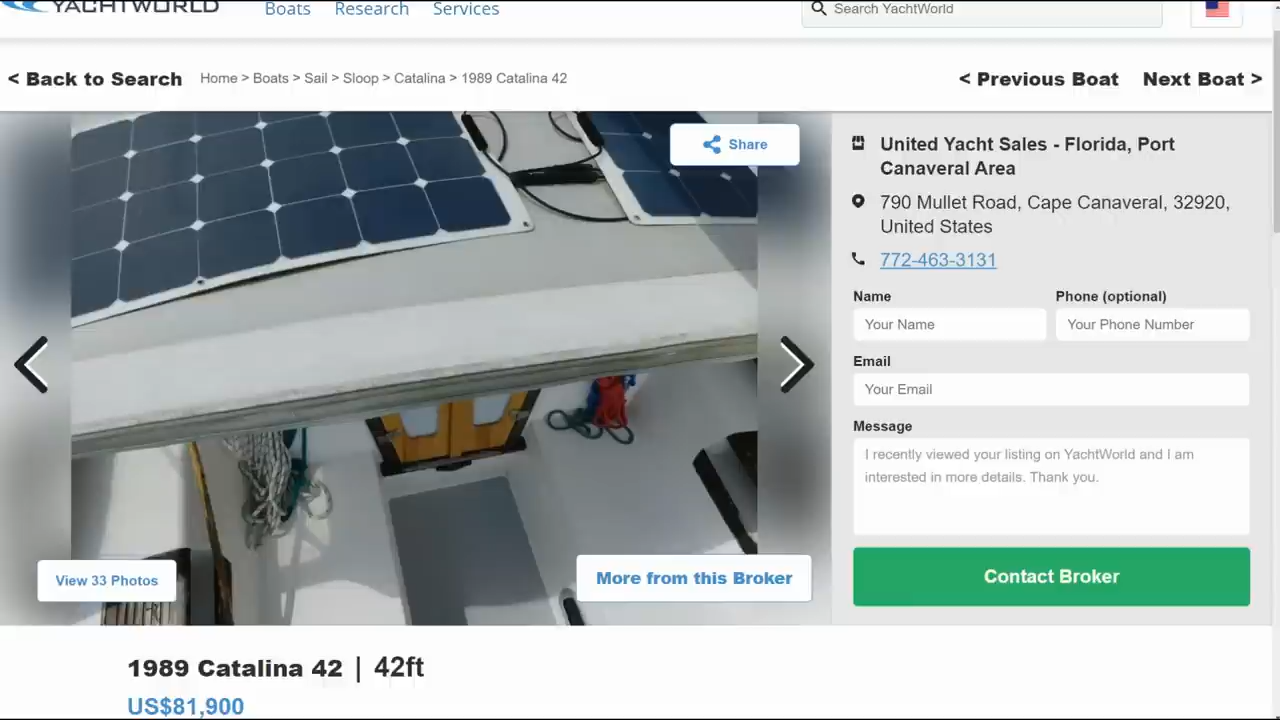 YACHTWORLD
Boats Research Services
Search YachtWorld
< Back to Search
Home > Boats > Sail > Sloop > Catalina > 1989 Catalina 42
< Previous Boat
Next Boat >
Share
View 33 Photos
More from this Broker
United Yacht Sales - Florida, Port
Canaveral Area
790 Mullet Road, Cape Canaveral, 32920,
United States
772-463-3131
Name
Phone (optional)
Your Name
Your Phone Number
Email
Your Email
Message
I recently viewed your listing on YachtWorld and I am
interested in more details. Thank you.
Contact Broker
1989 Catalina 42 | 42ft
US$81,900